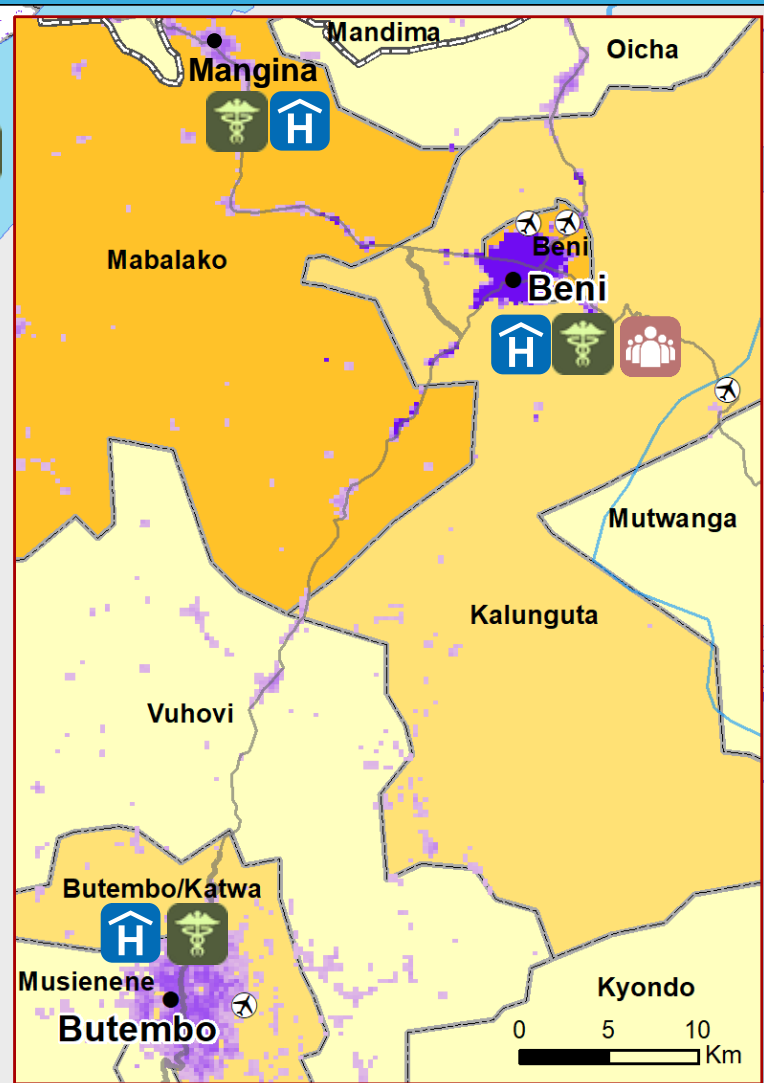 Mandima
Oicha
Mangina
H
Mabalako
Beni
Beni
H
Mutwanga
Kalunguta
Vuhovi
Butembo/Katwa
H
Musienene
Kyondo
Butembo
0 5 10
Km